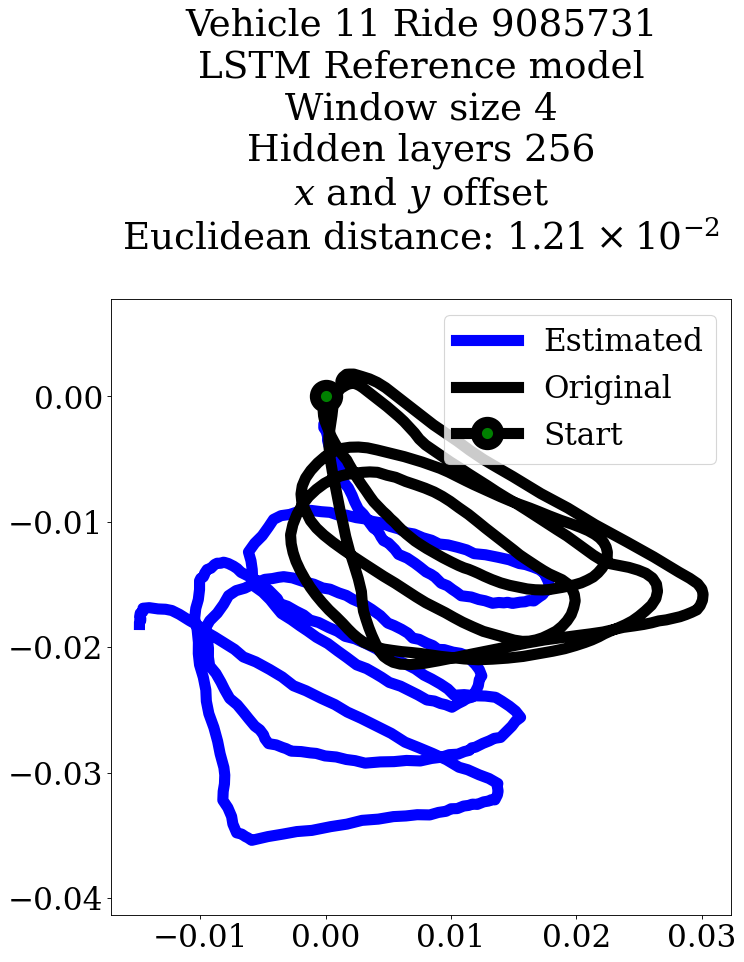 Vehicle 11 Ride 9085731
LSTM Reference model
Window size 4
Hidden layers 256
x and y offset
Euclidean distance: 1.21 × 10⁻²
Estimated
Original
Start
0.00
−0.01
−0.02
−0.03
−0.04
−0.01 0.00 0.01 0.02 0.03